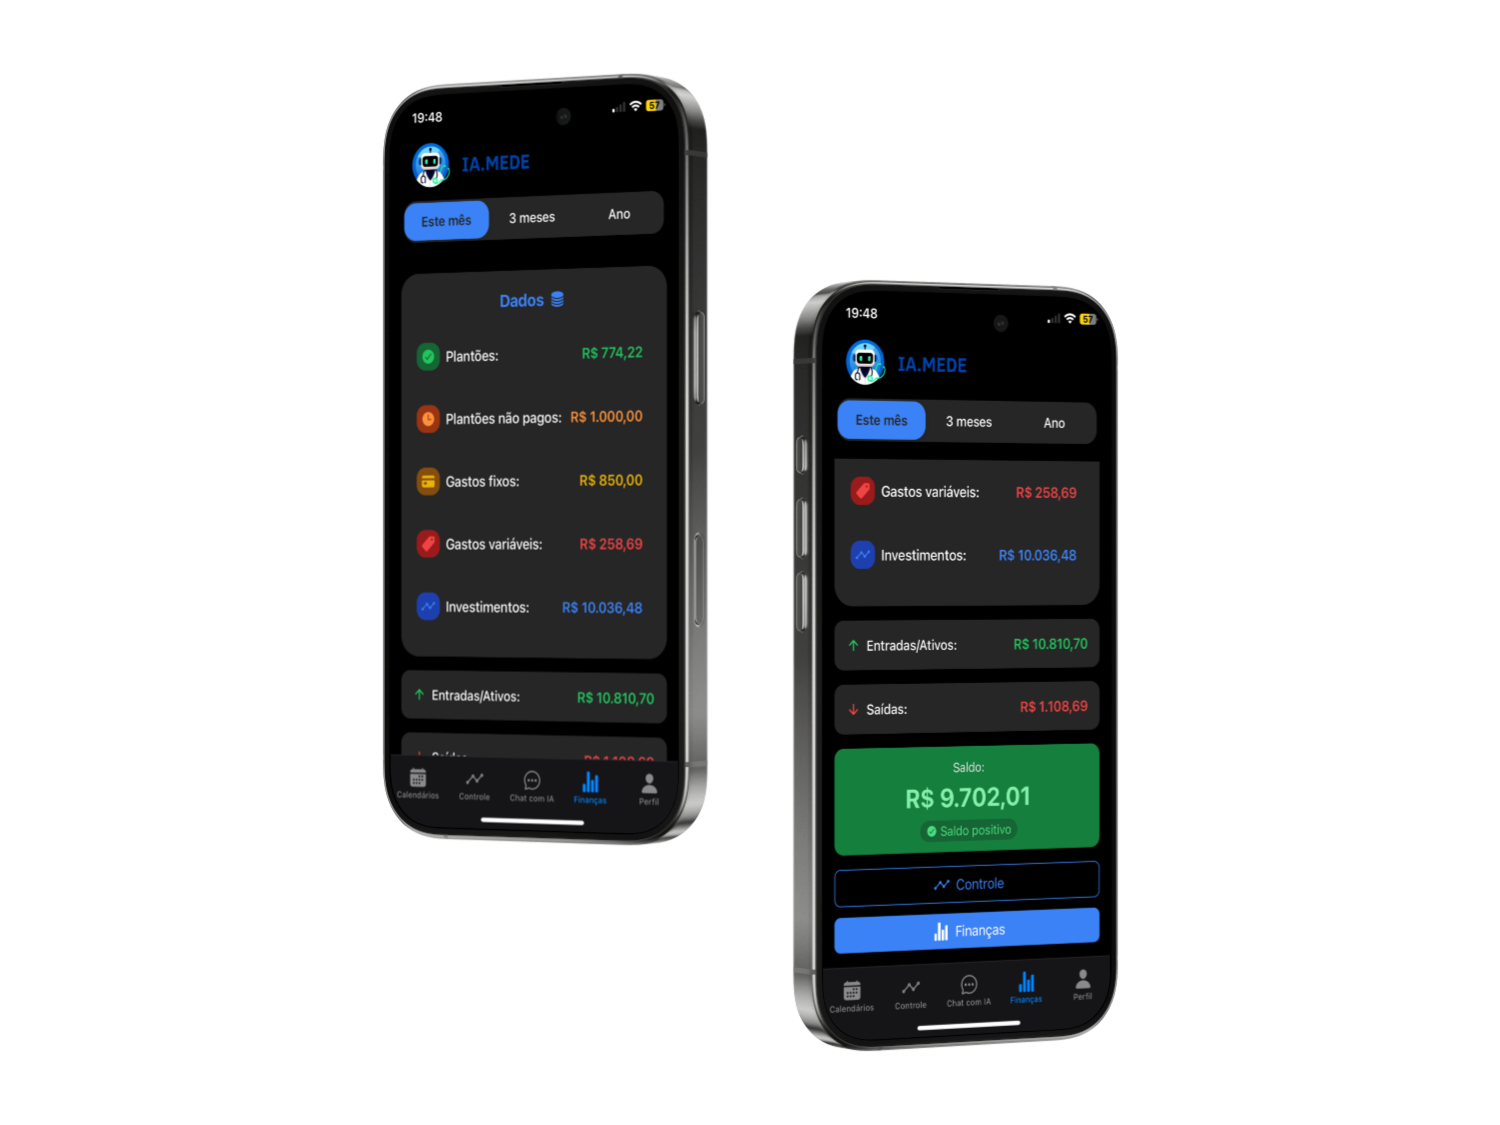 19:48
57
IA.MEDE
Este mês 3 meses Ano
Dados
Plantões: R$ 774,22
Plantões não pagos: R$ 1.000,00
Gastos fixos: R$ 850,00
Gastos variáveis: R$ 258,69
Investimentos: R$ 10.036,48
Entradas/Ativos: R$ 10.810,70
Calendários Controle Chat com IA Finanças Perfil
19:48
57
IA.MEDE
Este mês 3 meses Ano
Gastos variáveis: R$ 258,69
Investimentos: R$ 10.036,48
Entradas/Ativos: R$ 10.810,70
Saídas: R$ 1.108,69
Saldo:
R$ 9.702,01
Saldo positivo
Controle
Finanças
Calendários Controle Chat com IA Finanças Perfil